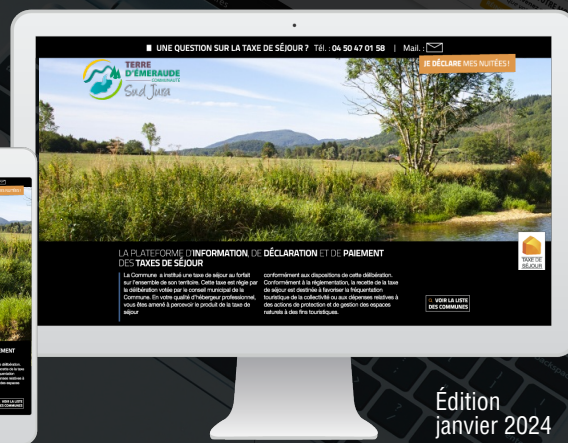 UNE QUESTION SUR LA TAXE DE SÉJOUR ? Tél. : 04 50 47 01 58 | Mail. :
JE DÉCLARE MES NUITÉES !
TERRE
D'ÉMERAUDE
COMMUNAUTÉ
Sud Jura
LA PLATEFORME D'INFORMATION, DE DÉCLARATION ET DE PAIEMENT
DES TAXES DE SÉJOUR
La Commune a institué une taxe de séjour au forfait
sur l'ensemble de son territoire. Cette taxe est régie par
la délibération votée par le conseil municipal de la
Commune. En votre qualité d'hébergeur professionnel,
vous êtes amené à percevoir le produit de la taxe de
séjour
conformément aux dispositions de cette délibération.
Conformément à la réglementation, la recette de la taxe
de séjour est destinée à favoriser la fréquentation
touristique de la collectivité ou aux dépenses relatives à
des actions de protection et de gestion des espaces
naturels à des fins touristiques.
TAXE DE
SÉJOUR
VOIR LA LISTE
DES COMMUNES
Édition
janvier 2024